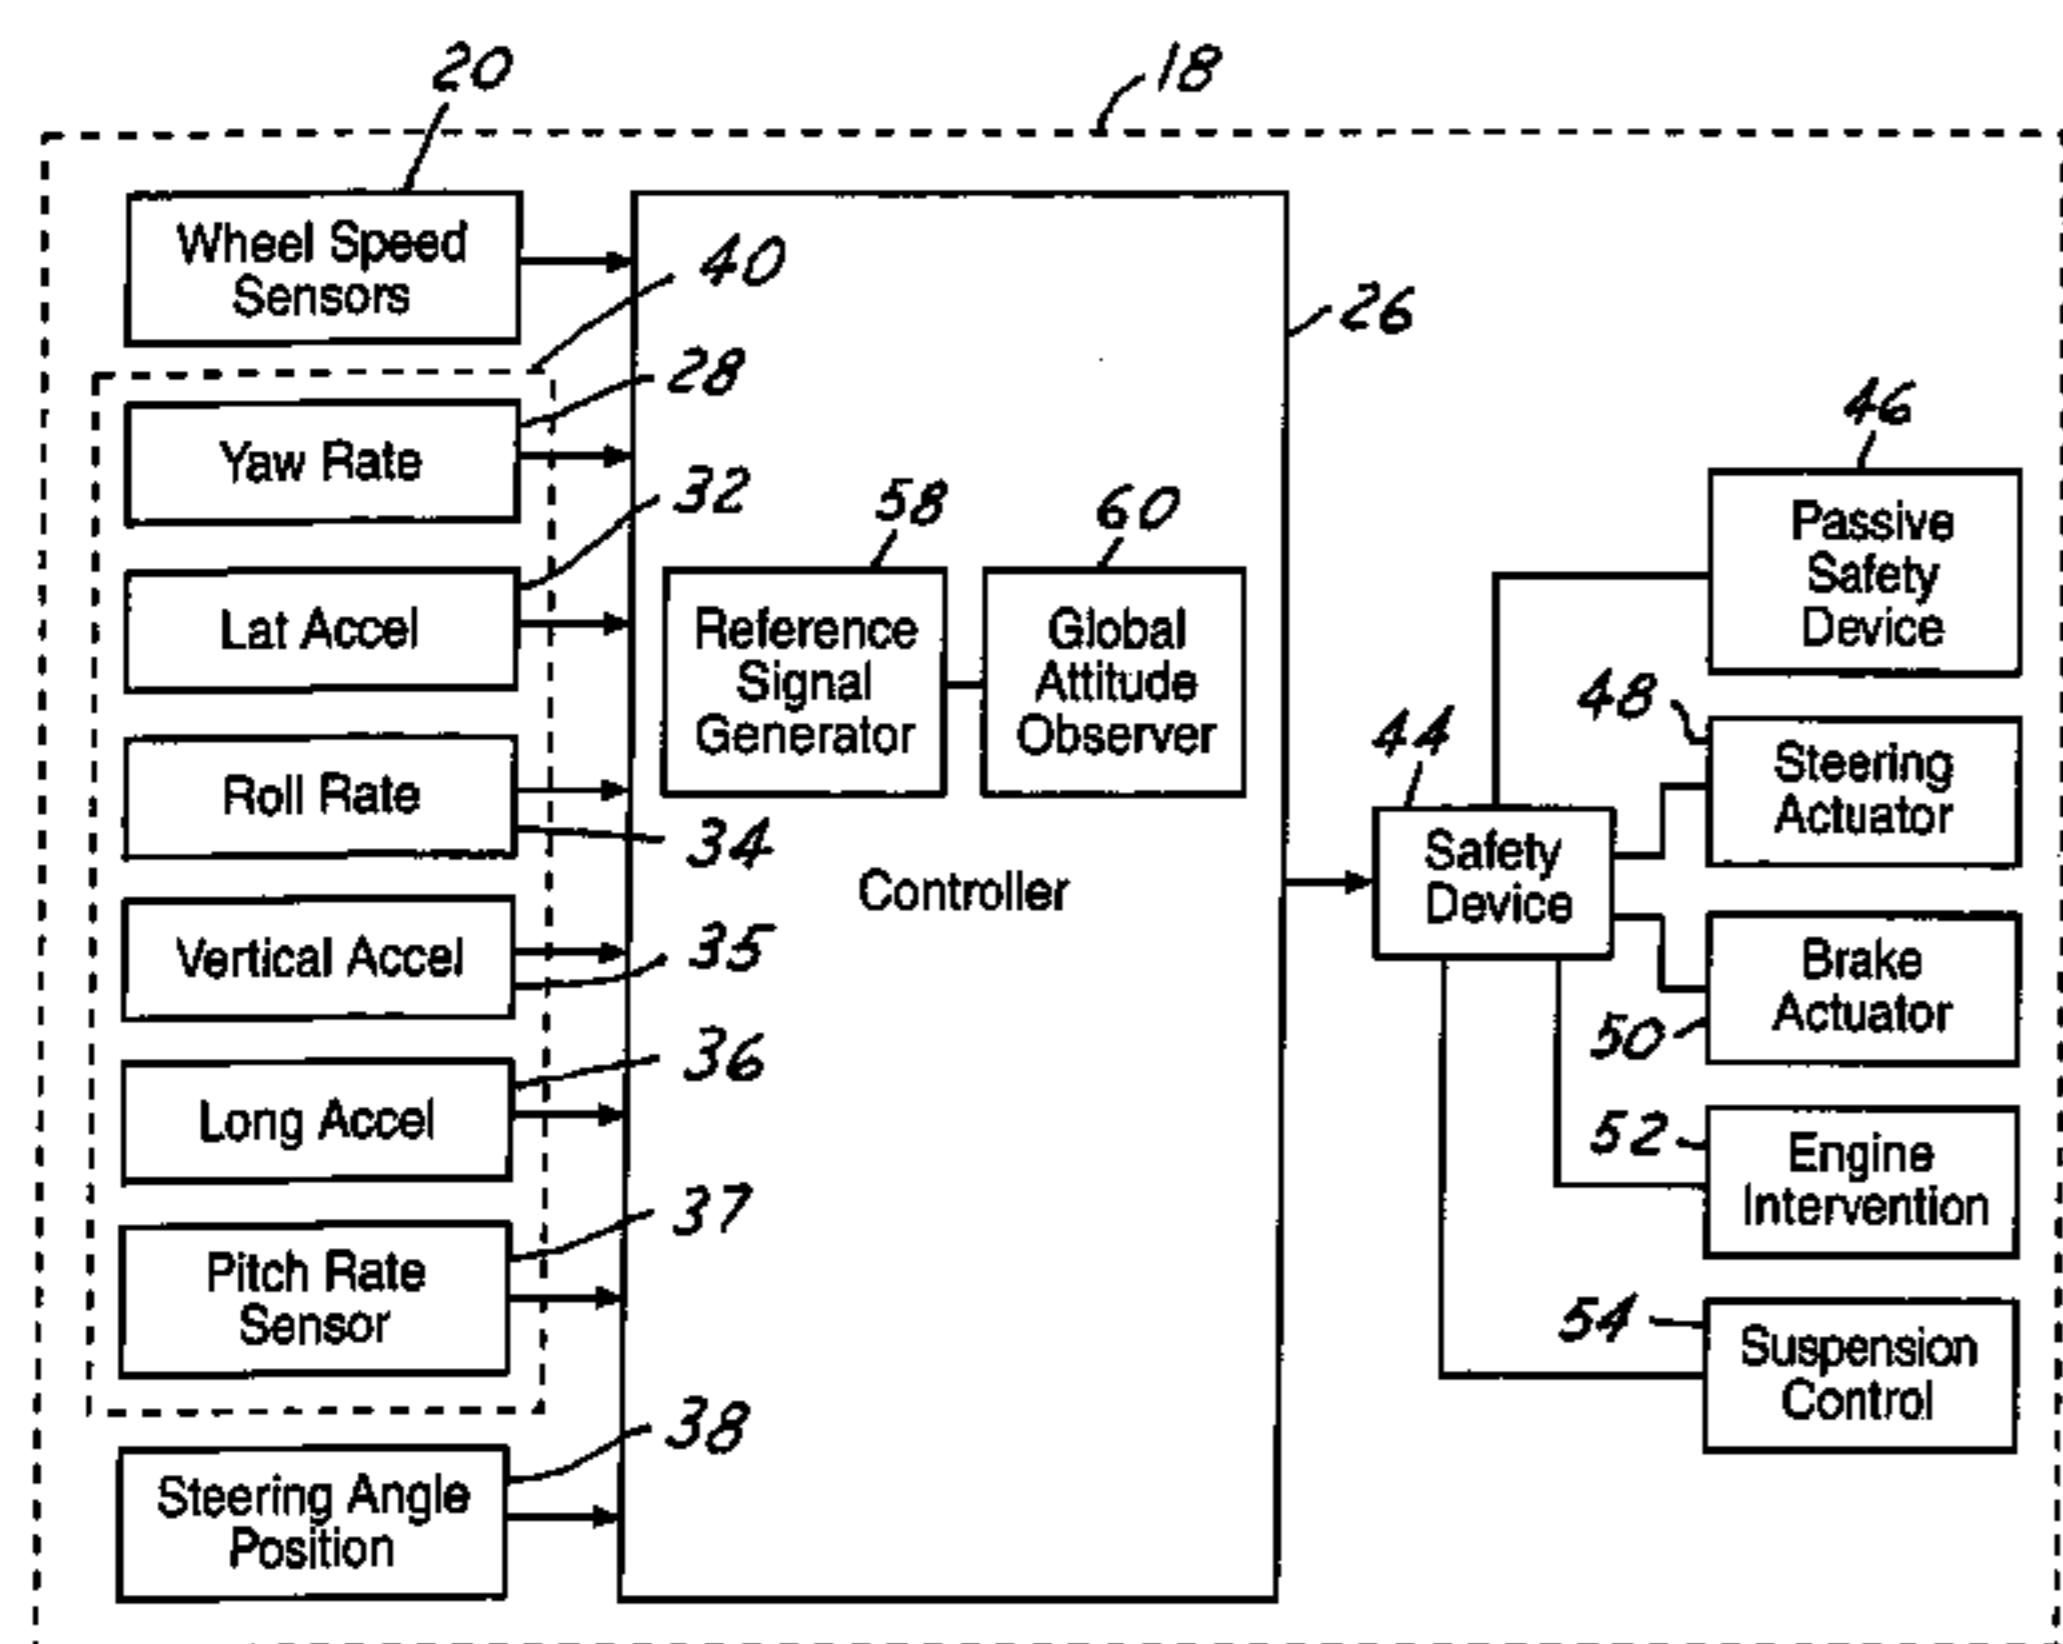 20
18
Wheel Speed
Sensors
40
26
28
Yaw Rate
46
Passive
Safety
Device
32
58
60
Lat Accel
Reference
Signal
Generator
Global
Attitude
Observer
48
Steering
Actuator
44
Roll Rate
34
Controller
Safety
Device
Vertical Accel
35
Brake
Actuator
50
36
Long Accel
52
Engine
Intervention
37
Pitch Rate
Sensor
54
Suspension
Control
38
Steering Angle
Position